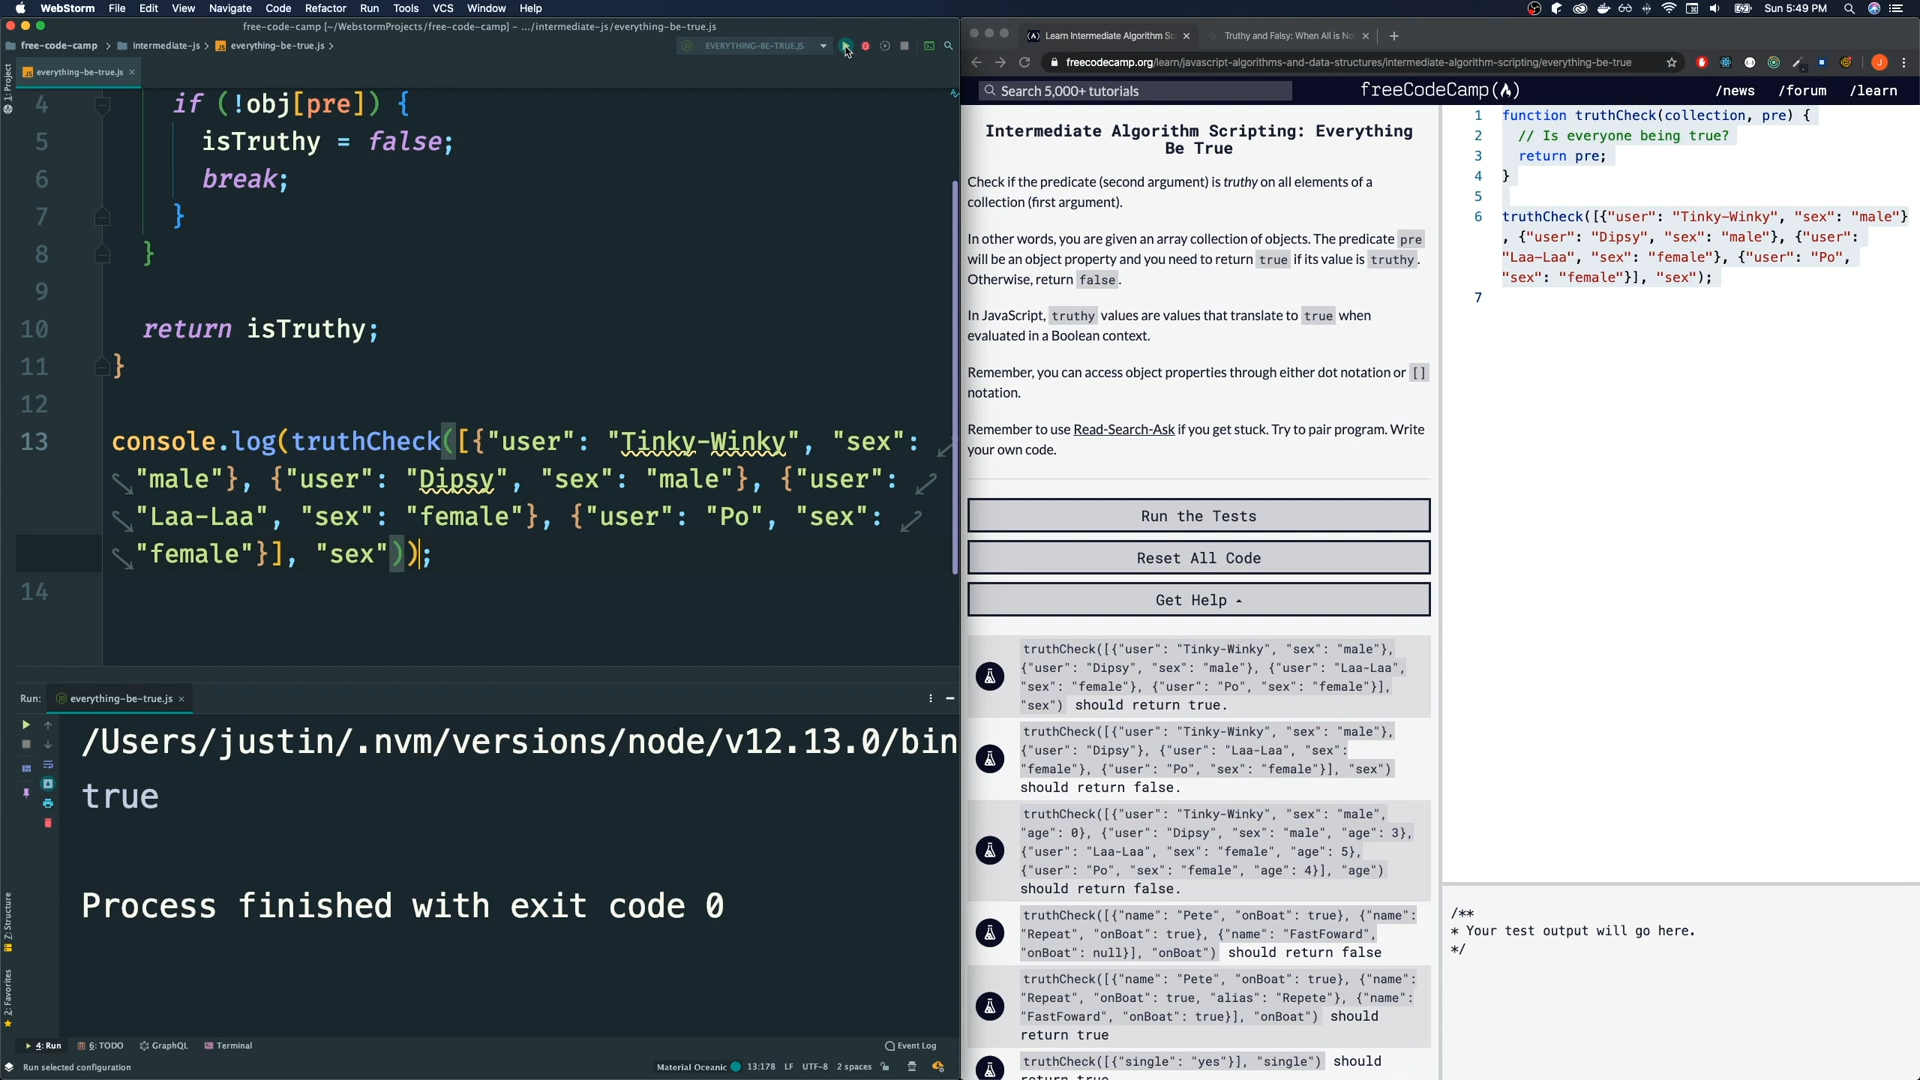 WebStorm File Edit View Navigate Code Refactor Run Tools VCS Window Help
Sun 5:49 PM
free-code-camp [~/WebstormProjects/free-code-camp] - .../intermediate-js/everything-be-true.js
free-code-camp intermediate-js everything-be-true.js
EVERYTHING-BE-TRUE.JS
1: Project
everything-be-true.js
4 if (!obj[pre]) {
5 isTruthy = false;
6 break;
7 }
8 }
9
10 return isTruthy;
11 }
12
13 console.log(truthCheck([{"user": "Tinky-Winky", "sex":
"male"}, {"user": "Dipsy", "sex": "male"}, {"user":
"Laa-Laa", "sex": "female"}, {"user": "Po", "sex":
"female"}], "sex"));
14
Run: everything-be-true.js
/Users/justin/.nvm/versions/node/v12.13.0/bin
true
Process finished with exit code 0
Z: Structure
2: Favorites
4: Run 6: TODO GraphQL Terminal Event Log
Run selected configuration
Material Oceanic 13:178 LF UTF-8 2 spaces
Learn Intermediate Algorithm Sc
Truthy and Falsy: When All is No
freecodecamp.org/learn/javascript-algorithms-and-data-structures/intermediate-algorithm-scripting/everything-be-true
J
Search 5,000+ tutorials
freeCodeCamp
/news /forum /learn
Intermediate Algorithm Scripting: Everything
Be True
Check if the predicate (second argument) is truthy on all elements of a
collection (first argument).
In other words, you are given an array collection of objects. The predicate pre
will be an object property and you need to return true if its value is truthy.
Otherwise, return false.
In JavaScript, truthy values are values that translate to true when
evaluated in a Boolean context.
Remember, you can access object properties through either dot notation or []
notation.
Remember to use Read-Search-Ask if you get stuck. Try to pair program. Write
your own code.
Run the Tests
Reset All Code
Get Help
truthCheck([{"user": "Tinky-Winky", "sex": "male"},
{"user": "Dipsy", "sex": "male"}, {"user": "Laa-Laa",
"sex": "female"}, {"user": "Po", "sex": "female"}],
"sex") should return true.
truthCheck([{"user": "Tinky-Winky", "sex": "male"},
{"user": "Dipsy"}, {"user": "Laa-Laa", "sex":
"female"}, {"user": "Po", "sex": "female"}], "sex")
should return false.
truthCheck([{"user": "Tinky-Winky", "sex": "male",
"age": 0}, {"user": "Dipsy", "sex": "male", "age": 3},
{"user": "Laa-Laa", "sex": "female", "age": 5},
{"user": "Po", "sex": "female", "age": 4}], "age")
should return false.
truthCheck([{"name": "Pete", "onBoat": true}, {"name":
"Repeat", "onBoat": true}, {"name": "FastFoward",
"onBoat": null}], "onBoat") should return false
truthCheck([{"name": "Pete", "onBoat": true}, {"name":
"Repeat", "onBoat": true, "alias": "Repete"}, {"name":
"FastFoward", "onBoat": true}], "onBoat") should
return true
truthCheck([{"single": "yes"}], "single") should
return true
1 function truthCheck(collection, pre) {
2 // Is everyone being true?
3 return pre;
4 }
5
6 truthCheck([{"user": "Tinky-Winky", "sex": "male"}
, {"user": "Dipsy", "sex": "male"}, {"user":
"Laa-Laa", "sex": "female"}, {"user": "Po",
"sex": "female"}], "sex");
7
/**
* Your test output will go here.
*/